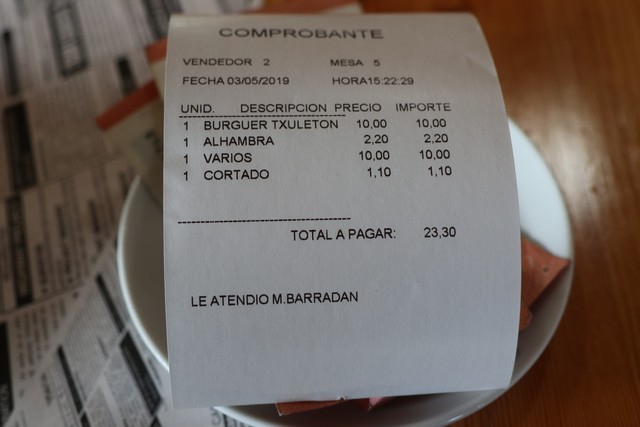 COMPROBANTE
VENDEDOR 2 MESA 5
FECHA 03/05/2019 HORA15:22:29
UNID. DESCRIPCION PRECIO IMPORTE
1 BURGUER TXULETON 10,00 10,00
1 ALHAMBRA 2,20 2,20
1 VARIOS 10,00 10,00
1 CORTADO 1,10 1,10
TOTAL A PAGAR: 23,30
LE ATENDIO M.BARRADAN